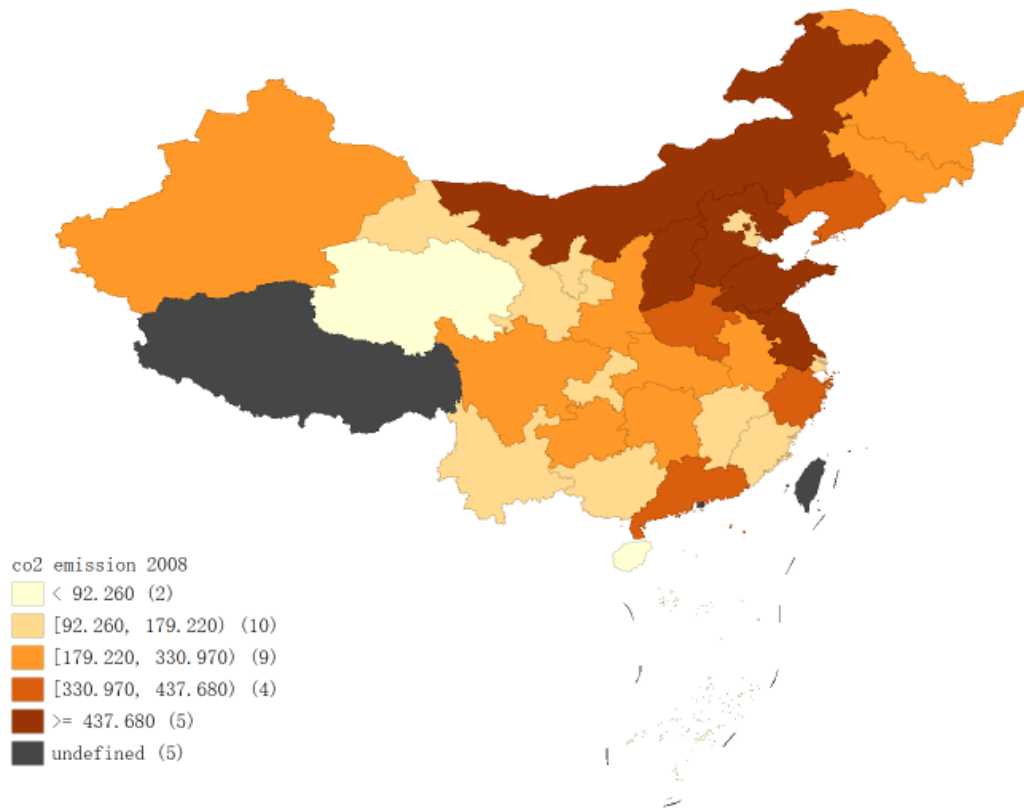 co2 emission 2008
< 92.260 (2)
[92.260, 179.220) (10)
[179.220, 330.970) (9)
[330.970, 437.680) (4)
>= 437.680 (5)
undefined (5)